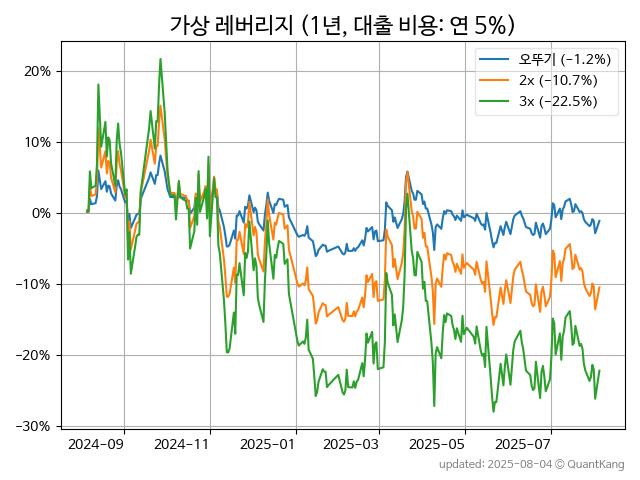 가상 레버리지 (1년, 대출 비용: 연 5%)
오뚜기 (-1.2%)
2x (-10.7%)
3x (-22.5%)
20%
10%
0%
−10%
−20%
−30%
2024-09 2024-11 2025-01 2025-03 2025-05 2025-07
updated: 2025-08-04 © QuantKang